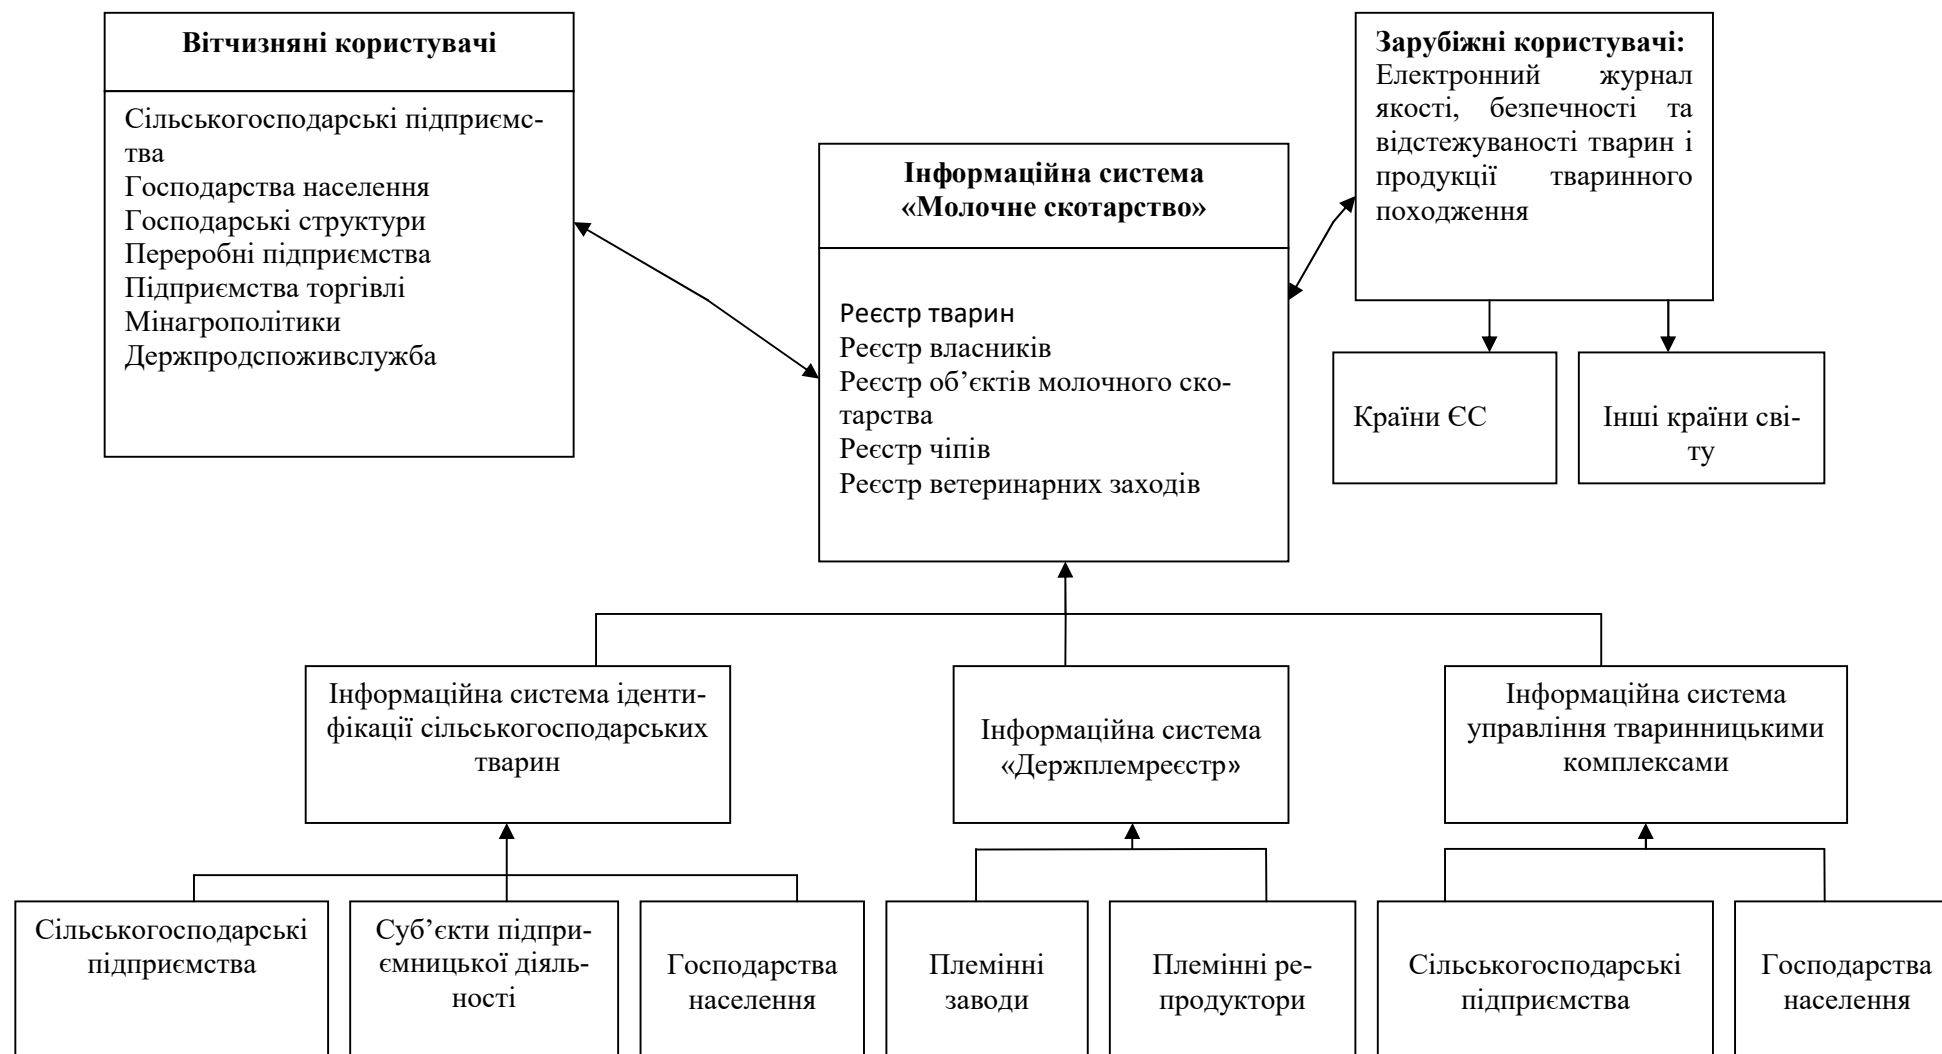 Вітчизняні користувачі
Сільськогосподарські підприємс-
тва
Господарства населення
Господарські структури
Переробні підприємства
Підприємства торгівлі
Мінагрополітики
Держпродспоживслужба
Інформаційна система
«Молочне скотарство»
Реєстр тварин
Реєстр власників
Реєстр об’єктів молочного ско-
тарства
Реєстр чіпів
Реєстр ветеринарних заходів
Зарубіжні користувачі:
Електронний журнал
якості, безпечності та
відстежуваності тварин і
продукції тваринного
походження
Країни ЄС
Інші країни сві-
ту
Інформаційна система іденти-
фікації сільськогосподарських
тварин
Інформаційна система
«Держплемреєстр»
Інформаційна система
управління тваринницькими
комплексами
Сільськогосподарські
підприємства
Суб’єкти підпри-
ємницької діяль-
ності
Господарства
населення
Племінні
заводи
Племінні ре-
продуктори
Сільськогосподарські
підприємства
Господарства
населення